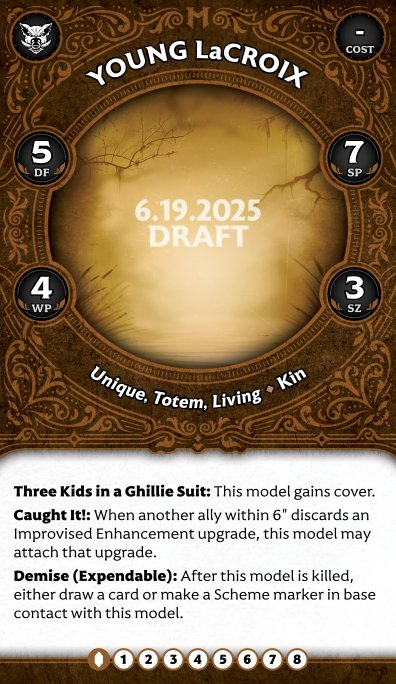 YOUNG LaCROIX
-
COST
5
DF
7
SP
6.19.2025
DRAFT
4
WP
3
SZ
Unique, Totem, Living ◆ Kin
Three Kids in a Ghillie Suit: This model gains cover.
Caught It!: When another ally within 6" discards an
Improvised Enhancement upgrade, this model may
attach that upgrade.
Demise (Expendable): After this model is killed,
either draw a card or make a Scheme marker in base
contact with this model.
1 2 3 4 5 6 7 8